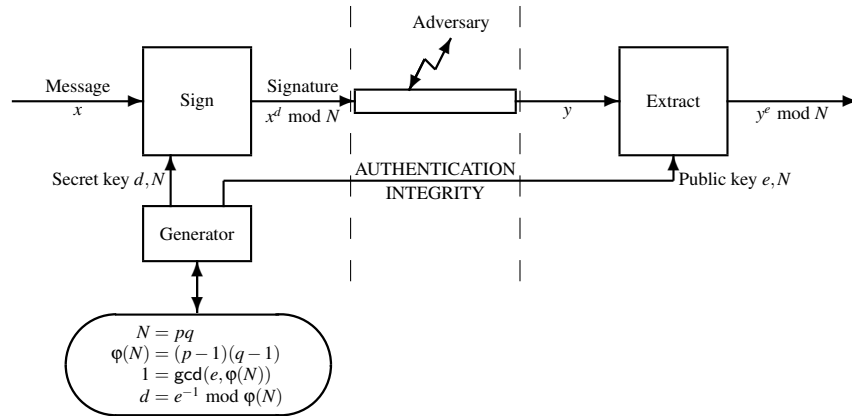 Adversary
Message
x
Sign
Signature
x^d mod N
y
Extract
y^e mod N
Secret key d, N
AUTHENTICATION
INTEGRITY
Public key e, N
Generator
N = pq
φ(N) = (p − 1)(q − 1)
1 = gcd(e, φ(N))
d = e^{−1} mod φ(N)